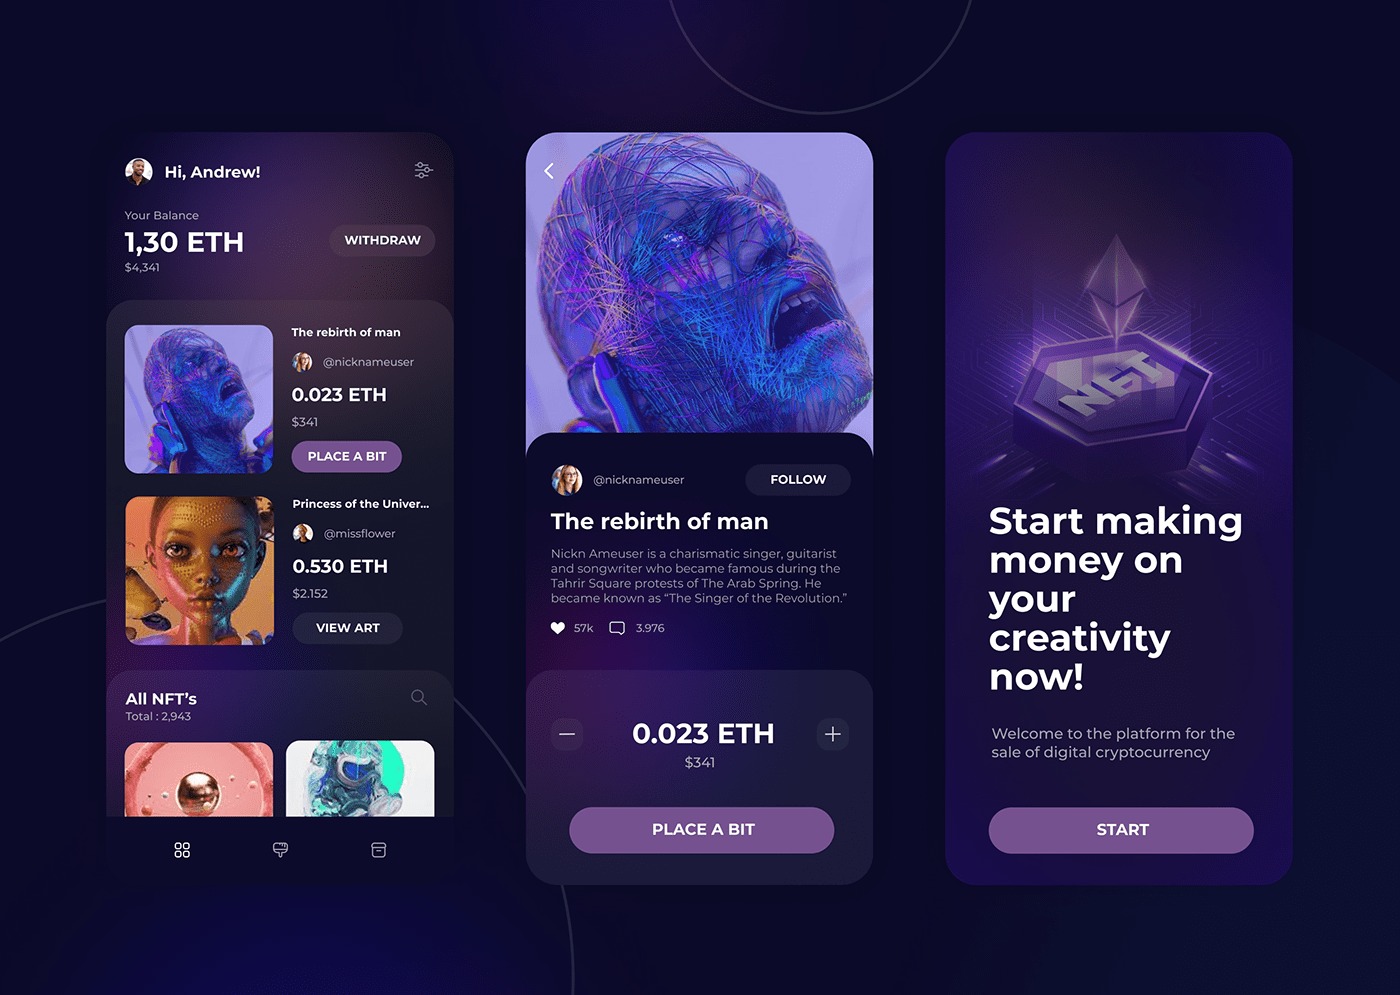 Hi, Andrew!
Your Balance
1,30 ETH
$4,341
WITHDRAW
The rebirth of man
@nicknameuser
0.023 ETH
$341
PLACE A BIT
Princess of the Univer...
@missflower
0.530 ETH
$2.152
VIEW ART
All NFT’s
Total : 2,943
@nicknameuser
FOLLOW
The rebirth of man
Nickn Ameuser is a charismatic singer, guitarist
and songwriter who became famous during the
Tahrir Square protests of The Arab Spring. He
became known as “The Singer of the Revolution.”
57k
3.976
0.023 ETH
$341
PLACE A BIT
NFT
Start making
money on
your
creativity
now!
Welcome to the platform for the
sale of digital cryptocurrency
START